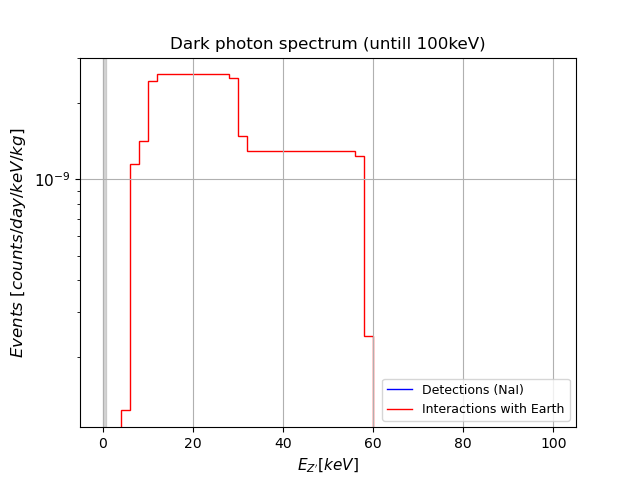 Dark photon spectrum (untill 100keV)
Events [counts/day/keV/kg]
10⁻⁹
0 20 40 60 80 100
E_{Z'}[keV]
Detections (NaI)
Interactions with Earth